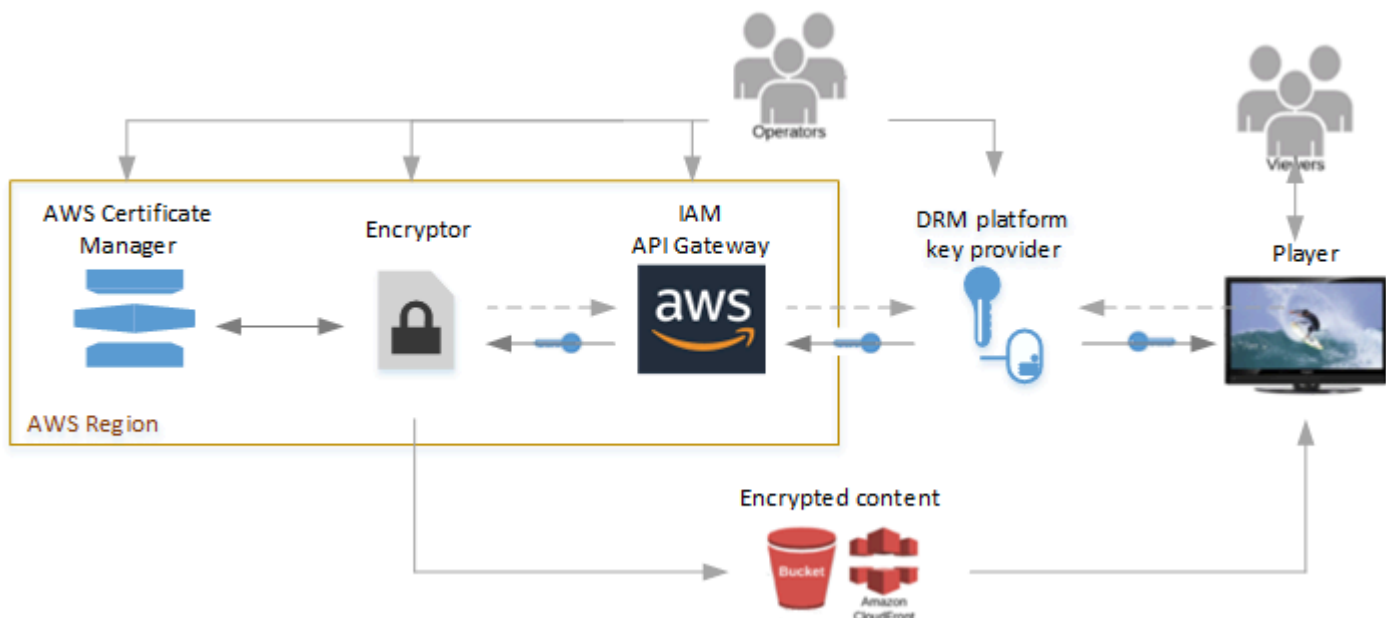 Operators
Viewers
AWS Certificate
Manager
Encryptor
IAM
API Gateway
DRM platform
key provider
Player
aws
AWS Region
Encrypted content
Bucket
Amazon
CloudFront